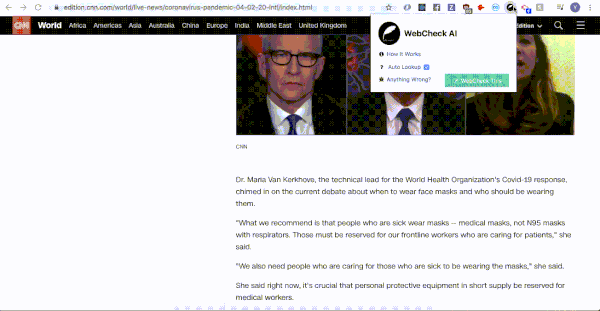 edition.cnn.com/world/live-news/coronavirus-pandemic-04-02-20-intl/index.html
CNN World Africa Americas Asia Australia China Europe India Middle East United Kingdom Edition
WebCheck AI
How It Works
? Auto Lookup
Anything Wrong?
WebCheck This
CNN
Dr. Maria Van Kerkhove, the technical lead for the World Health Organization's Covid-19 response,
chimed in on the current debate about when to wear face masks and who should be wearing
them.
"What we recommend is that people who are sick wear masks -- medical masks, not N95 masks
with respirators. Those must be reserved for our frontline workers who are caring for patients," she
said.
"We also need people who are caring for those who are sick to be wearing the masks," she said.
She said right now, it's crucial that personal protective equipment in short supply be reserved for
medical workers.